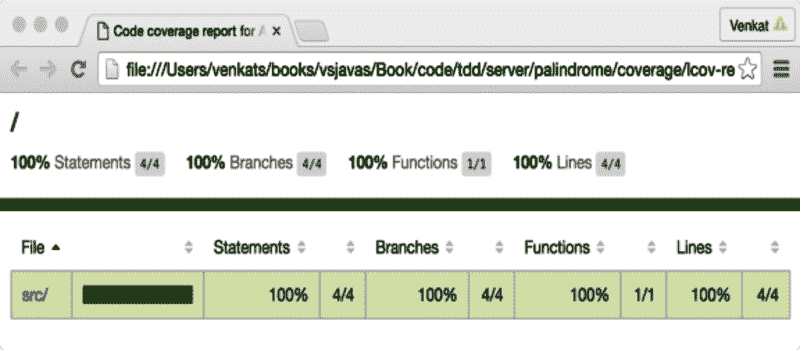 Code coverage report for A
Venkat
file:///Users/venkats/books/vsjavas/Book/code/tdd/server/palindrome/coverage/lcov-re
/
100% Statements 4/4 100% Branches 4/4 100% Functions 1/1 100% Lines 4/4
File Statements Branches Functions Lines
src/ 100% 4/4 100% 4/4 100% 1/1 100% 4/4